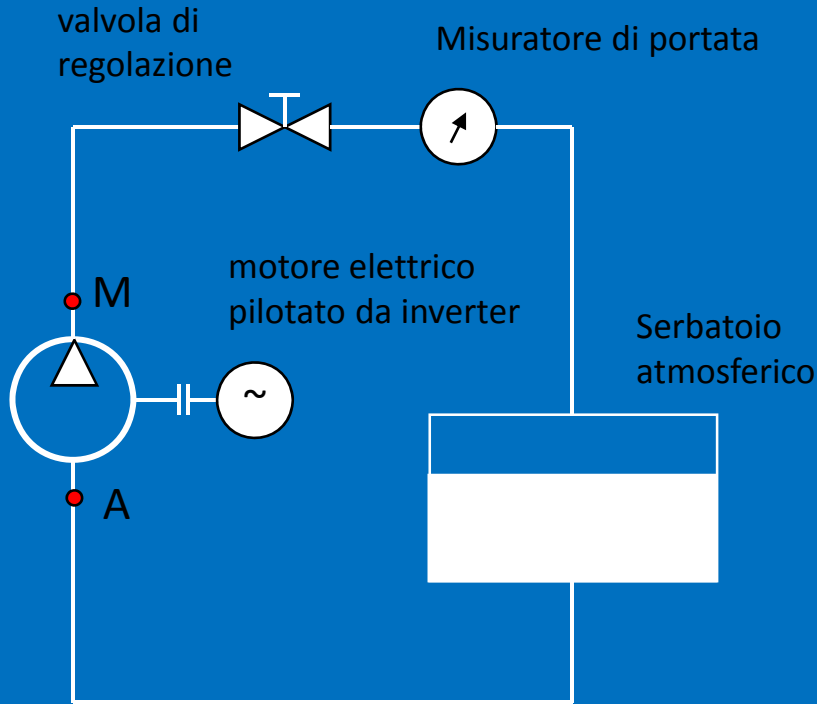 valvola di
regolazione
Misuratore di portata
M
motore elettrico
pilotato da inverter
Serbatoio
atmosferico
~
A